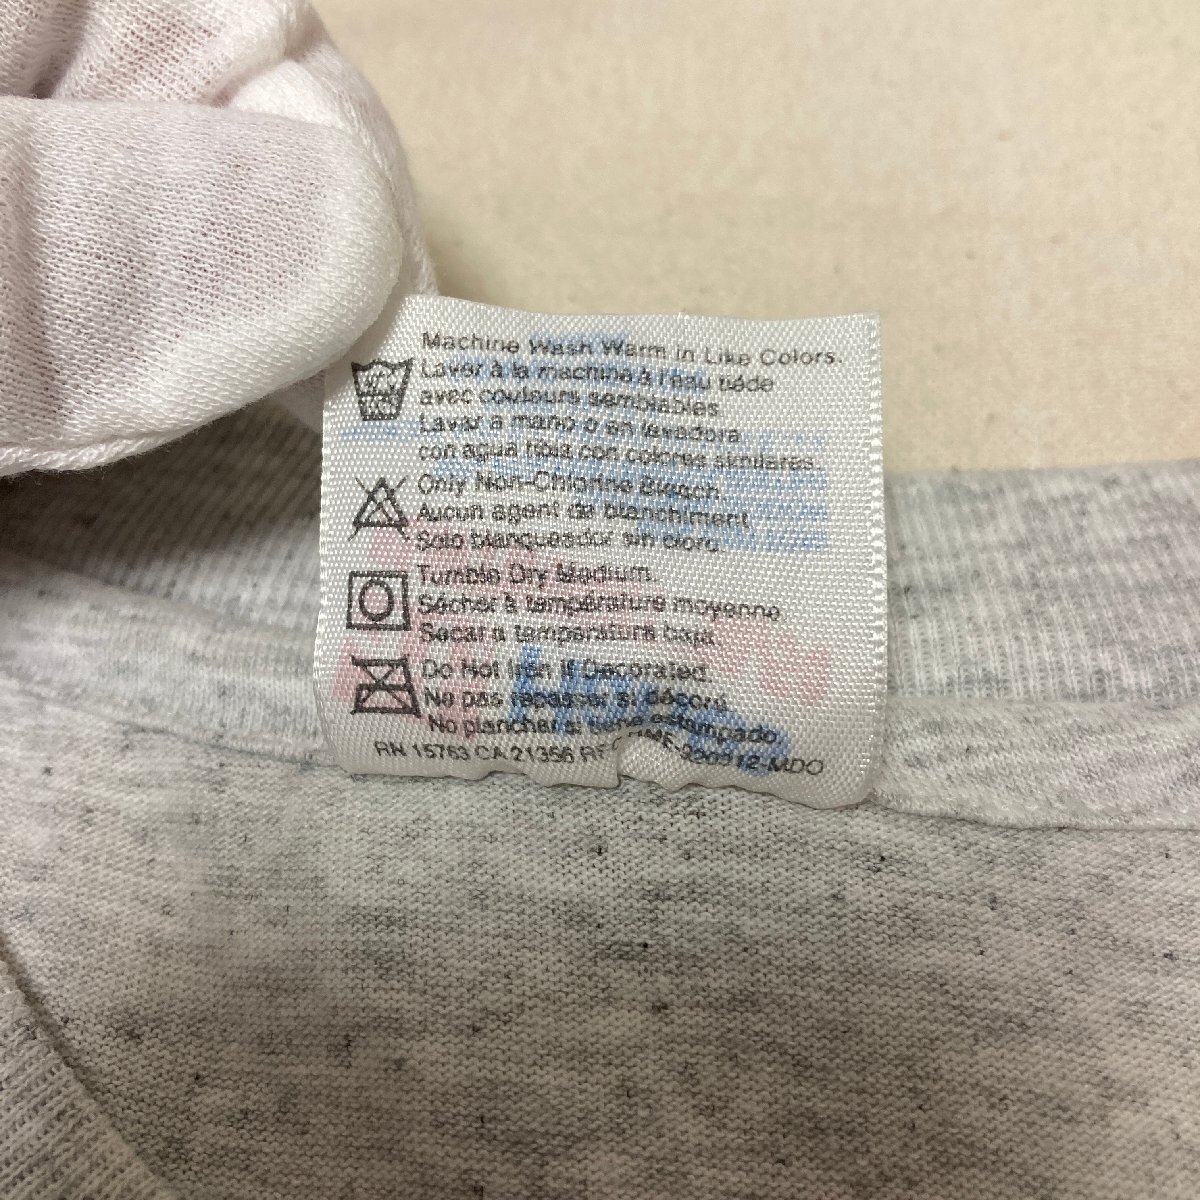 Machine Wash Warm in Like Colors.
Laver à la machine à l'eau tiède
avec couleurs semblables
Lavar a mano o en lavadora
con agua tibia con colores similares
Only Non-Chlorine Bleach
Aucun agent de blanchiment
Solo blanqueador sin cloro
Tumble Dry Medium.
Sécher à température moyenne
Secar a temperatura baja
Do Not Iron if Decorated.
Ne pas repasser si décoré
No planchar si tiene estampado
RN 15763 CA 21356